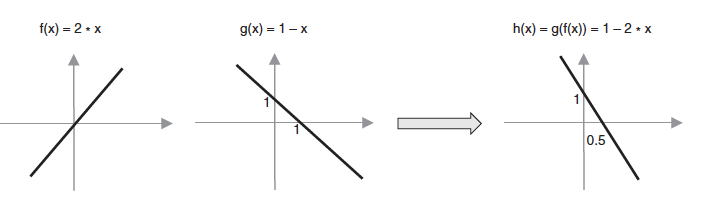 f(x) = 2 * x
g(x) = 1 – x
h(x) = g(f(x)) = 1 – 2 * x
1
1
1
0.5